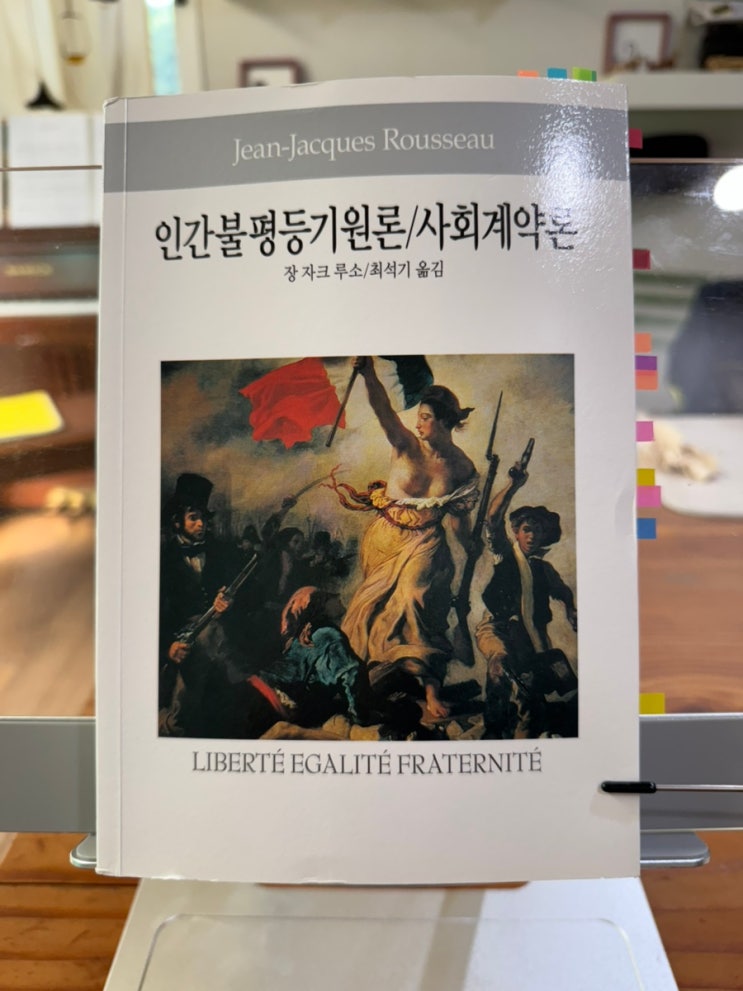 Jean-Jacques Rousseau
인간불평등기원론/사회계약론
장 자크 루소/최석기 옮김
LIBERTÉ EGALITÉ FRATERNITÉ